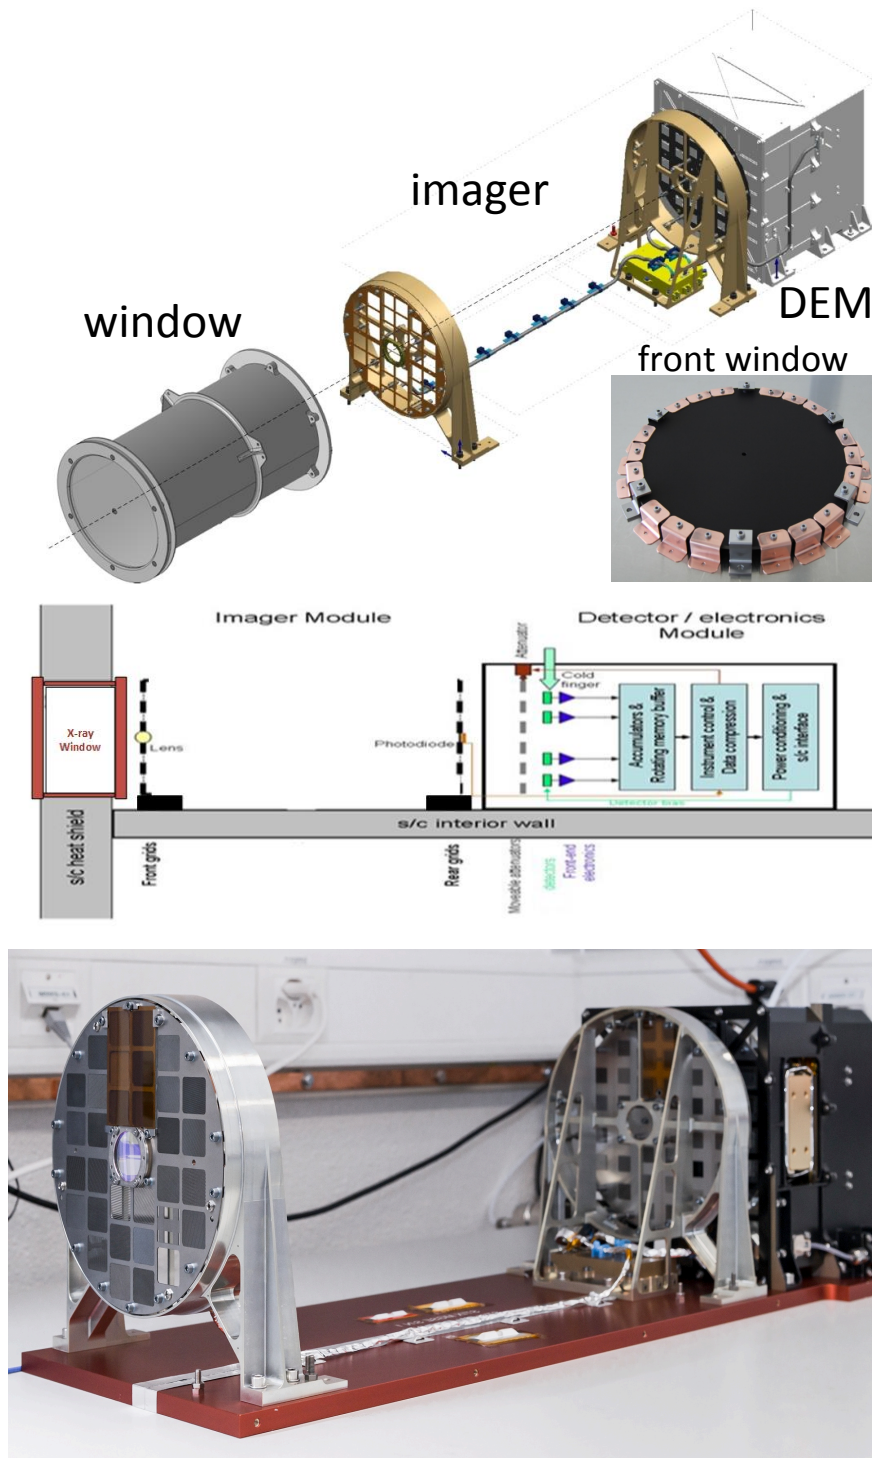 imager
window
DEM
front window
Imager Module
Detector / electronics
Module
Attenuator
Cold
finger
X-ray
Window
Lens
Photodiode
Accumulators &
Rotating memory buffer
Instrument control &
Data compression
Power conditioning &
s/c interface
Detector bias
s/c interior wall
s/c heat shield
Front grids
Rear grids
Moveable attenuators
detectors
Front-end
electronics